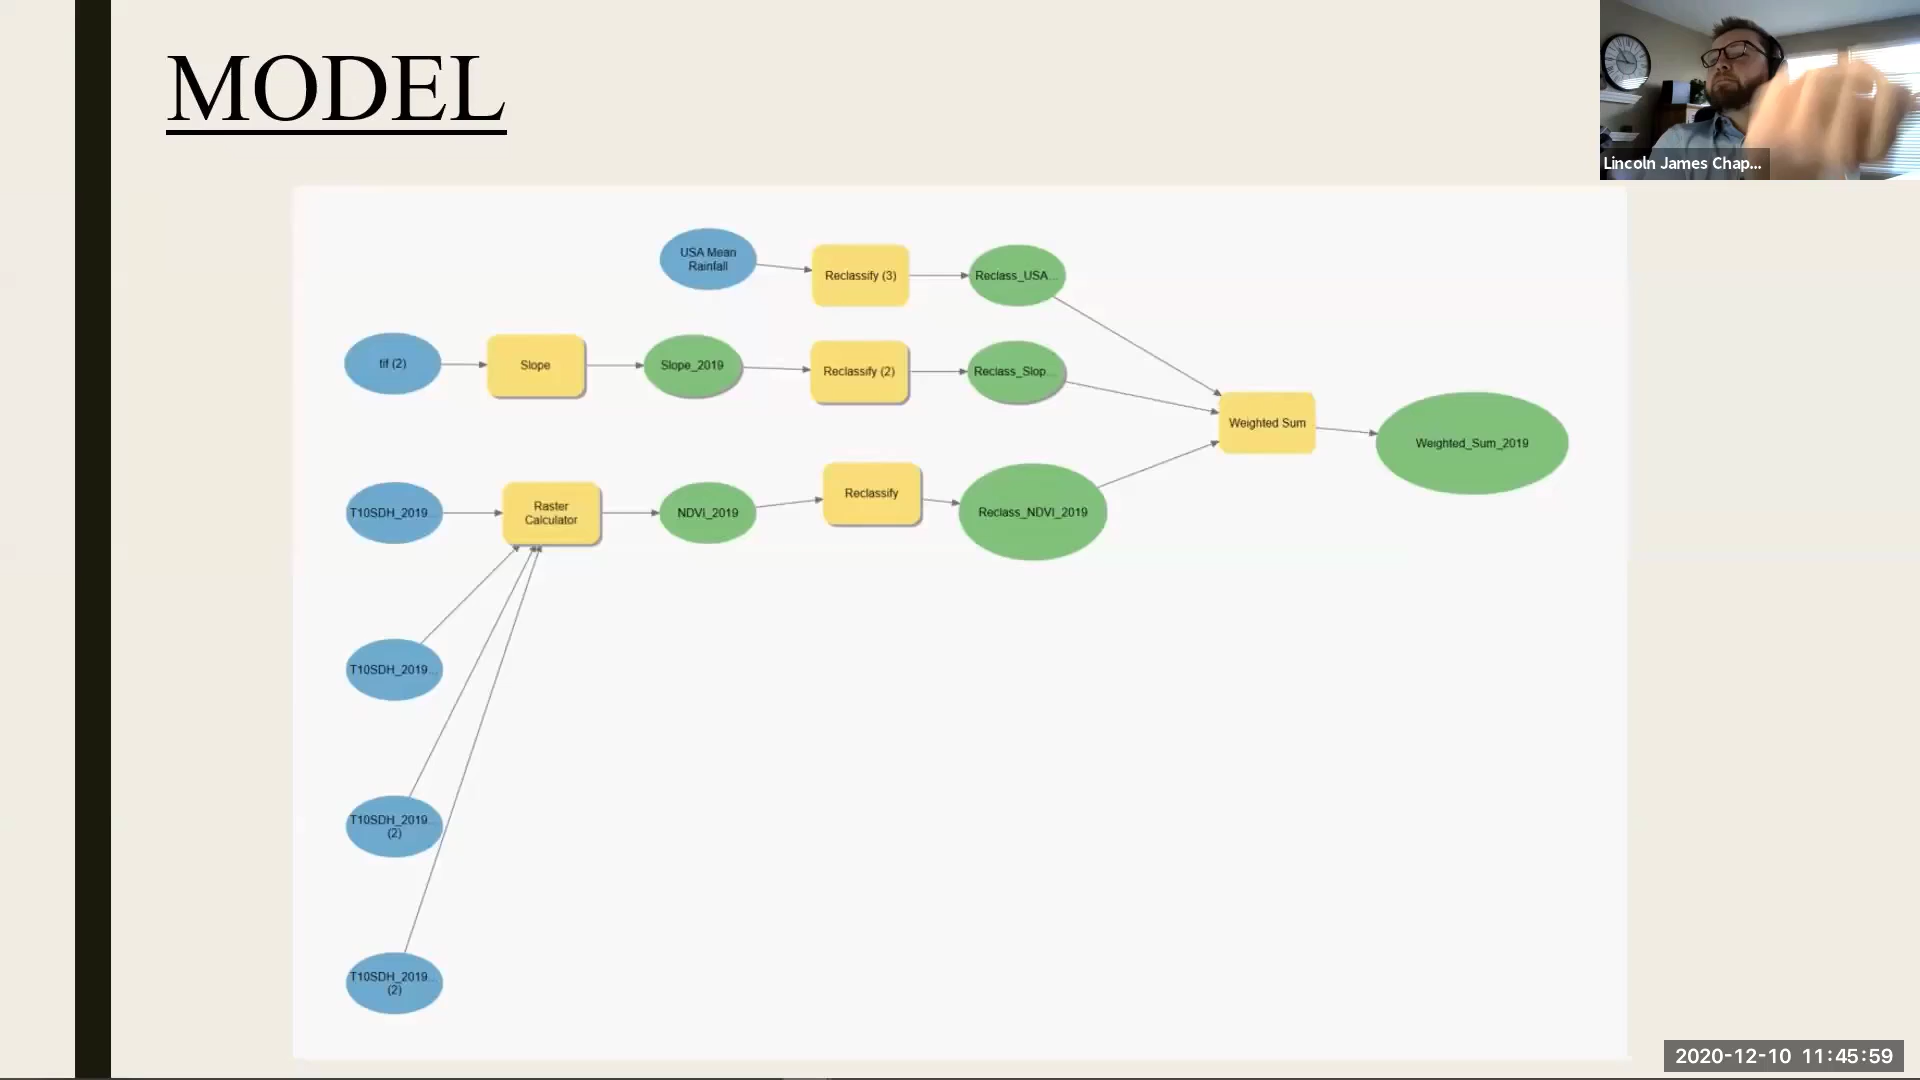 MODEL
Lincoln James Chap...
USA Mean
Rainfall
Reclassify (3)
Reclass_USA...
tif (2)
Slope
Slope_2019
Reclassify (2)
Reclass_Slop...
Weighted Sum
Weighted_Sum_2019
T10SDH_2019...
Raster
Calculator
NDVI_2019
Reclassify
Reclass_NDVI_2019
T10SDH_2019...
T10SDH_2019...
(2)
T10SDH_2019...
(2)
2020-12-10 11:45:59